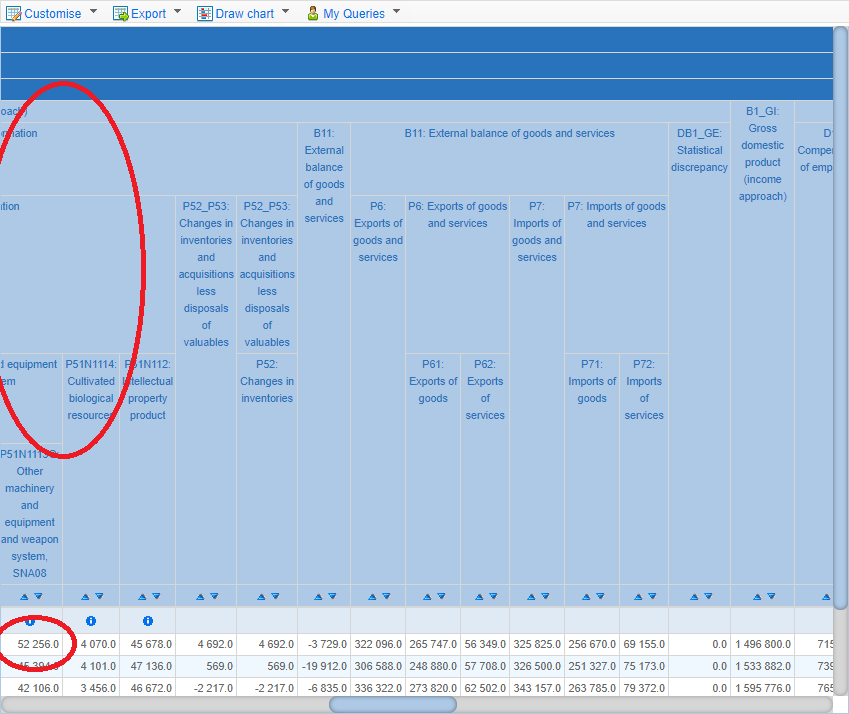 Customise Export Draw chart My Queries
oach)
mation
B11:
External
balance
of goods
and
services
B11: External balance of goods and services
DB1_GE:
Statistical
discrepancy
B1_GI:
Gross
domestic
product
(income
approach)
D1
Compen
of emp
ation
P52_P53:
Changes in
inventories
and
acquisitions
less
disposals
of
valuables
P52_P53:
Changes in
inventories
and
acquisitions
less
disposals
of
valuables
P6:
Exports of
goods and
services
P6: Exports of goods
and services
P7:
Imports of
goods and
services
P7: Imports of goods
and services
d equipment
em
P51N1114:
Cultivated
biological
resources
P51N112:
Intellectual
property
product
P52:
Changes in
inventories
P61:
Exports of
goods
P62:
Exports
of
services
P71:
Imports of
goods
P72:
Imports
of
services
P51N1113O:
Other
machinery
and
equipment
and weapon
system,
SNA08
52 256.0 4 070.0 45 678.0 4 692.0 4 692.0 -3 729.0 322 096.0 265 747.0 56 349.0 325 825.0 256 670.0 69 155.0 0.0 1 496 800.0 715
45 394.0 4 101.0 47 136.0 569.0 569.0 -19 912.0 306 588.0 248 880.0 57 708.0 326 500.0 251 327.0 75 173.0 0.0 1 533 882.0 739
42 106.0 3 456.0 46 672.0 -2 217.0 -2 217.0 -6 835.0 336 322.0 273 820.0 62 502.0 343 157.0 263 785.0 79 372.0 0.0 1 595 776.0 765